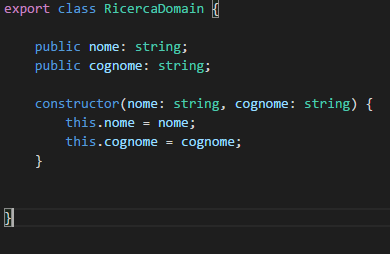 export class RicercaDomain {
public nome: string;
public cognome: string;
constructor(nome: string, cognome: string) {
this.nome = nome;
this.cognome = cognome;
}
}